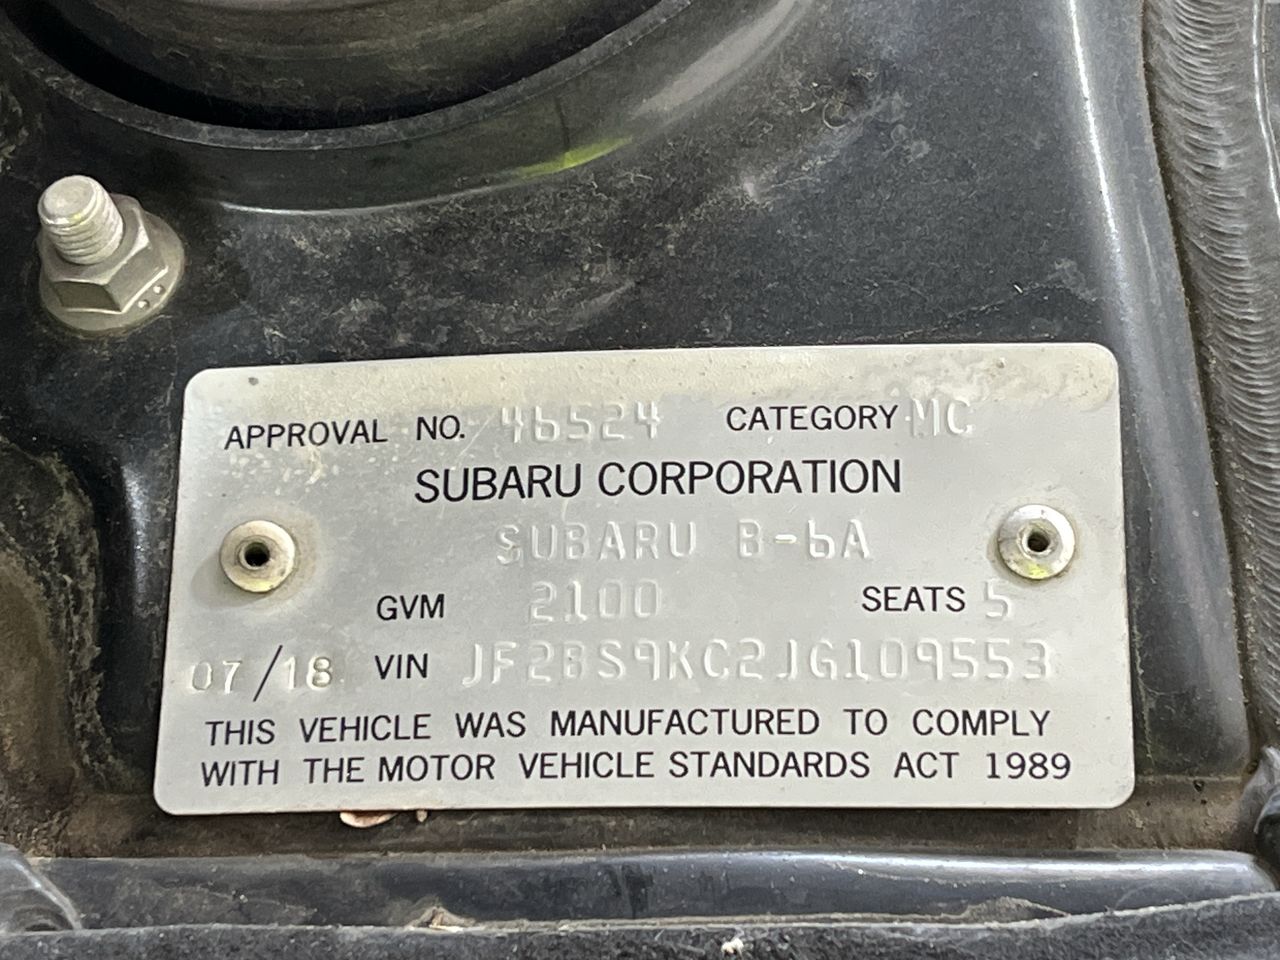 APPROVAL NO. 46524 CATEGORY MC
SUBARU CORPORATION
SUBARU B-6A
GVM 2100 SEATS 5
07/18 VIN JF2BS9KC2JG109553
THIS VEHICLE WAS MANUFACTURED TO COMPLY
WITH THE MOTOR VEHICLE STANDARDS ACT 1989